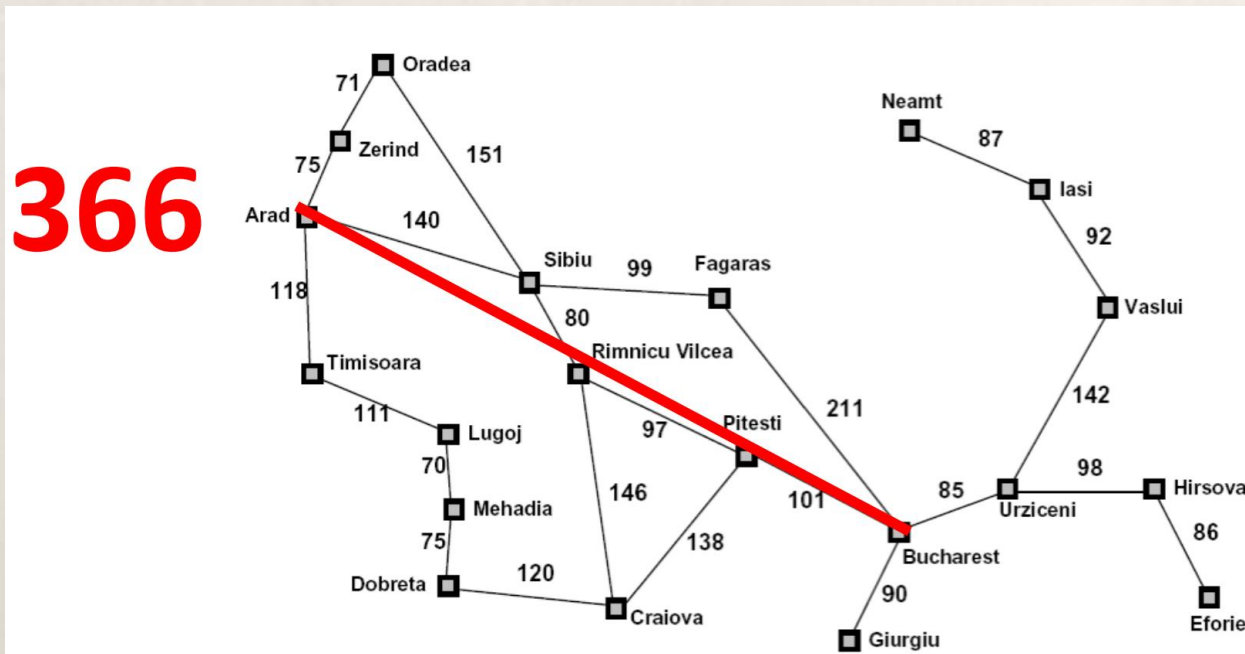 Oradea
71
Neamt
87
Zerind
151
75
366
Iasi
Arad
140
92
Sibiu
99
Fagaras
118
Vaslui
80
Rimnicu Vilcea
Timisoara
142
211
111
Pitesti
Lugoj
97
70
98
146
101
85
Hirsova
Mehadia
Urziceni
86
75
138
Bucharest
120
Dobreta
90
Craiova
Eforie
Giurgiu